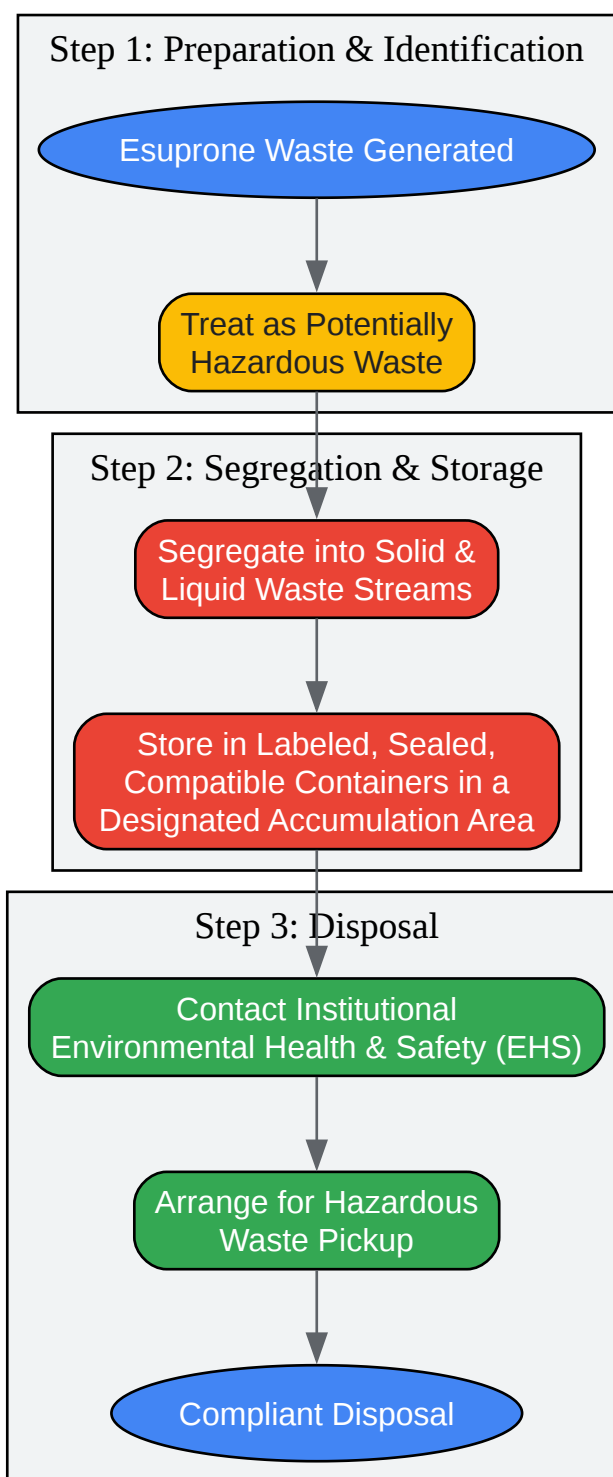 Step 1: Preparation & Identification
Esuprone Waste Generated
Treat as Potentially
Hazardous Waste
Step 2: Segregation & Storage
Segregate into Solid &
Liquid Waste Streams
Store in Labeled, Sealed,
Compatible Containers in a
Designated Accumulation Area
Step 3: Disposal
Contact Institutional
Environmental Health & Safety (EHS)
Arrange for Hazardous
Waste Pickup
Compliant Disposal